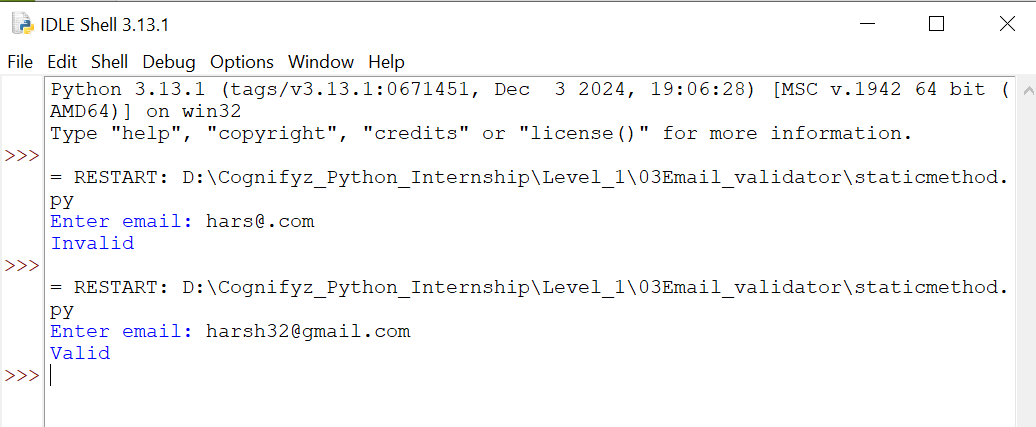 IDLE Shell 3.13.1
File Edit Shell Debug Options Window Help
Python 3.13.1 (tags/v3.13.1:0671451, Dec  3 2024, 19:06:28) [MSC v.1942 64 bit (
AMD64)] on win32
Type "help", "copyright", "credits" or "license()" for more information.
>>>
= RESTART: D:\Cognifyz_Python_Internship\Level_1\03Email_validator\staticmethod.
py
Enter email: hars@.com
Invalid
>>>
= RESTART: D:\Cognifyz_Python_Internship\Level_1\03Email_validator\staticmethod.
py
Enter email: harsh32@gmail.com
Valid
>>>